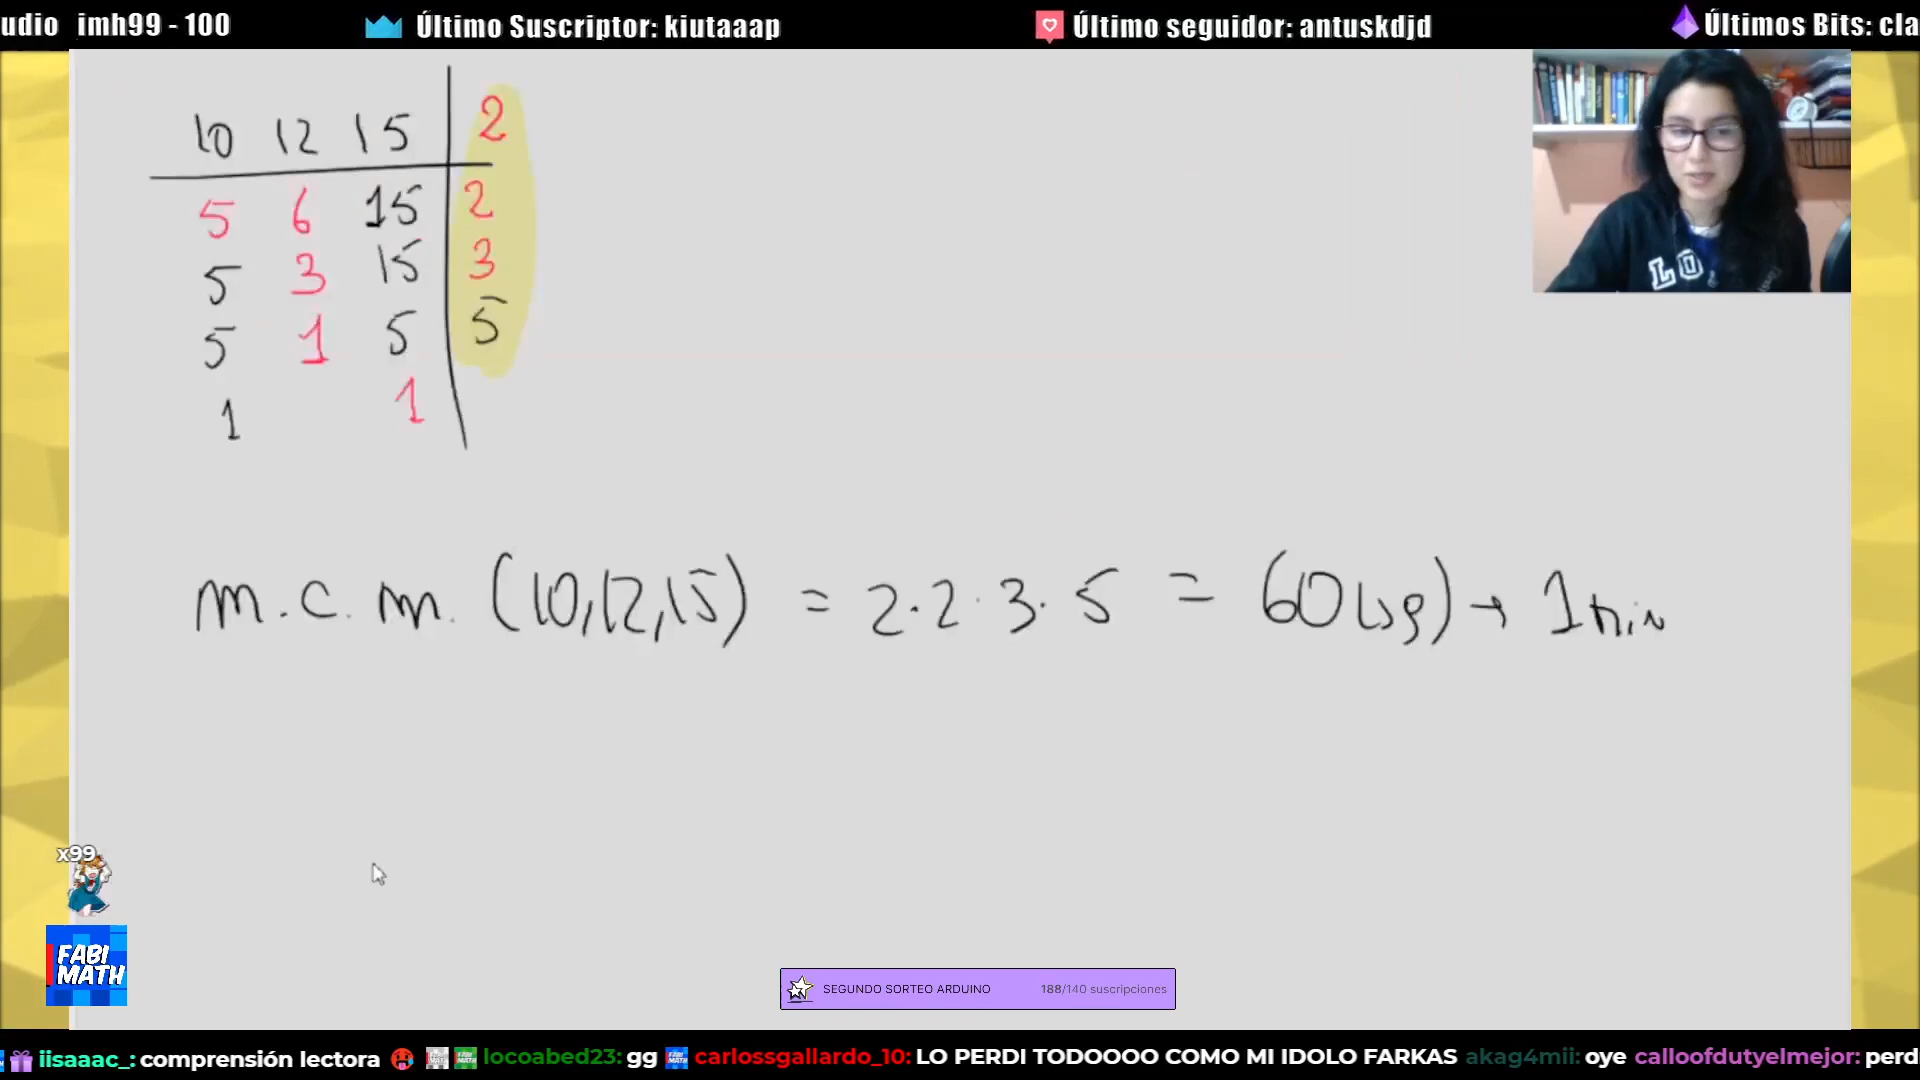 udio imh99 - 100 Último Suscriptor: kiutaaap Último seguidor: antuskdjd Últimos Bits: cla
10 12 15 2
5 6 15 2
5 3 15 3
5 1 5 5
1 1
LO
m.c.m. (10,12,15) = 2·2·3·5 = 60(sg) → 1min
x99
FABI
MATH
SEGUNDO SORTEO ARDUINO 188/140 suscripciones
iisaaac_: comprensión lectora locoabed23: gg carlossgallardo_10: LO PERDI TODOOOO COMO MI IDOLO FARKAS akag4mii: oye calloofdutyelmejor: perd